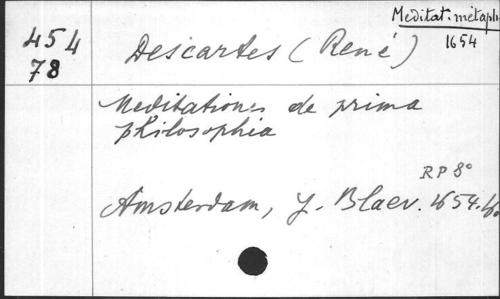 Meditat. métaph
1654
454
78
Descartes (René)
Meditationes de prima
philosophia
RP 8°
Amsterdam, J. Blaev. 1654.